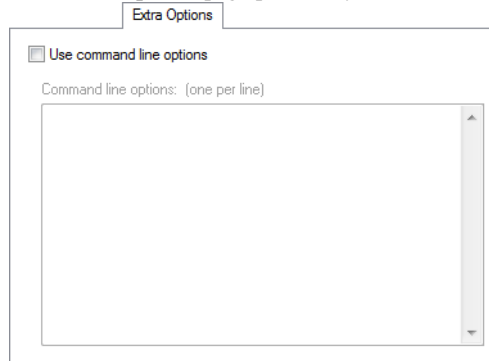 Extra Options
Use command line options
Command line options: (one per line)